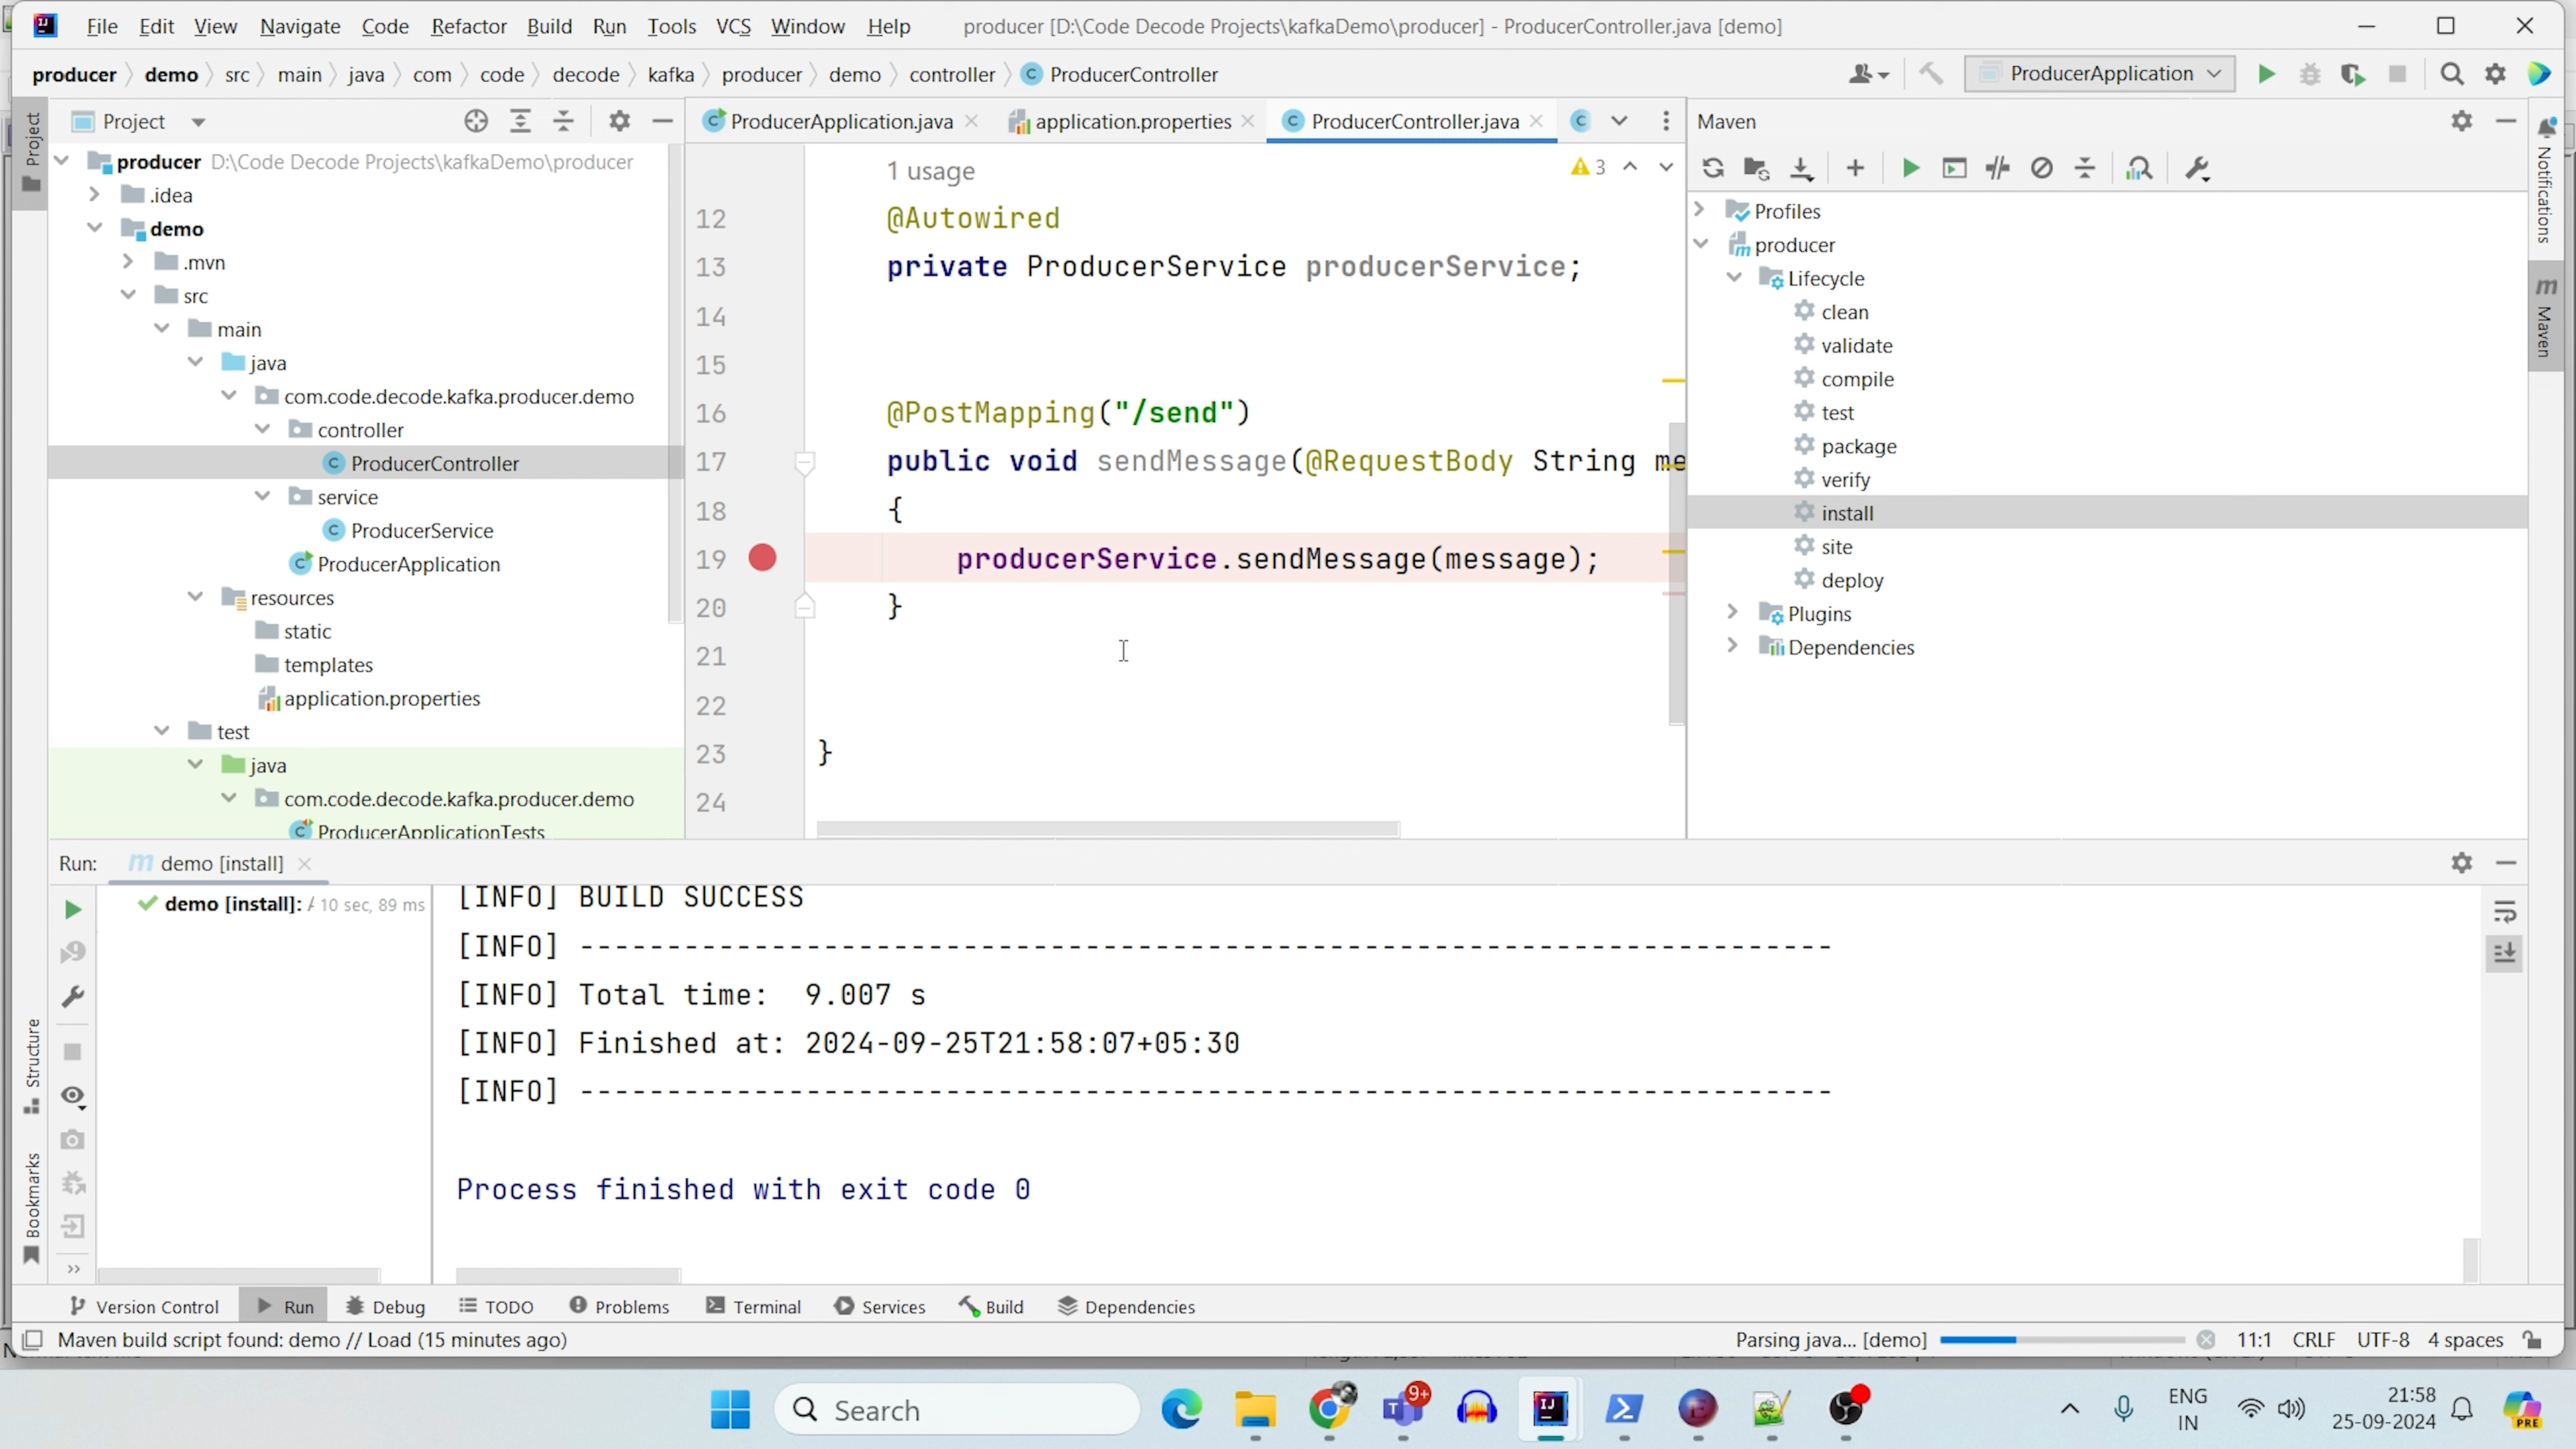 File Edit View Navigate Code Refactor Build Run Tools VCS Window Help producer [D:\Code Decode Projects\kafkaDemo\producer] - ProducerController.java [demo]
producer demo src main java com code decode kafka producer demo controller ProducerController
ProducerApplication
Project
Project
producer D:\Code Decode Projects\kafkaDemo\producer
.idea
demo
.mvn
src
main
java
com.code.decode.kafka.producer.demo
controller
ProducerController
service
ProducerService
ProducerApplication
resources
static
templates
application.properties
test
java
com.code.decode.kafka.producer.demo
ProducerApplicationTests
ProducerApplication.java application.properties ProducerController.java
1 usage
3
12 @Autowired
13 private ProducerService producerService;
14
15
16 @PostMapping("/send")
17 public void sendMessage(@RequestBody String me
18 {
19 producerService.sendMessage(message);
20 }
21
22
23 }
24
Maven
Profiles
producer
Lifecycle
clean
validate
compile
test
package
verify
install
site
deploy
Plugins
Dependencies
Notifications
Maven
Run: demo [install]
demo [install]: 10 sec, 89 ms
[INFO] BUILD SUCCESS
[INFO] ------------------------------------------------------------------------
[INFO] Total time:  9.007 s
[INFO] Finished at: 2024-09-25T21:58:07+05:30
[INFO] ------------------------------------------------------------------------
Process finished with exit code 0
Structure
Bookmarks
Version Control Run Debug TODO Problems Terminal Services Build Dependencies
Maven build script found: demo // Load (15 minutes ago)
Parsing java... [demo] 11:1 CRLF UTF-8 4 spaces
Search
9+
ENG
IN
21:58
25-09-2024
PRE